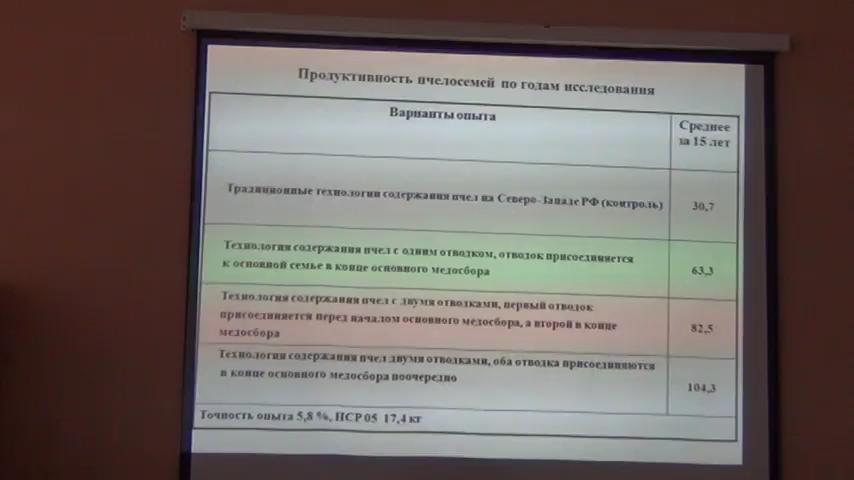 Продуктивность пчелосемей по годам исследования
Варианты опыта
Среднее
за 15 лет
Традиционные технологии содержания пчел на Северо-Западе РФ (контроль)
30,7
Технология содержания пчел с одним отводком, отводок присоединяется
к основной семье в конце основного медосбора
63,3
Технология содержания пчел с двумя отводками, первый отводок
присоединяется перед началом основного медосбора, а второй в конце
медосбора
82,5
Технология содержания пчел двумя отводками, оба отводка присоединяются
в конце основного медосбора поочередно
104,3
Точность опыта 5,8 %, НСР 05 17,4 кг